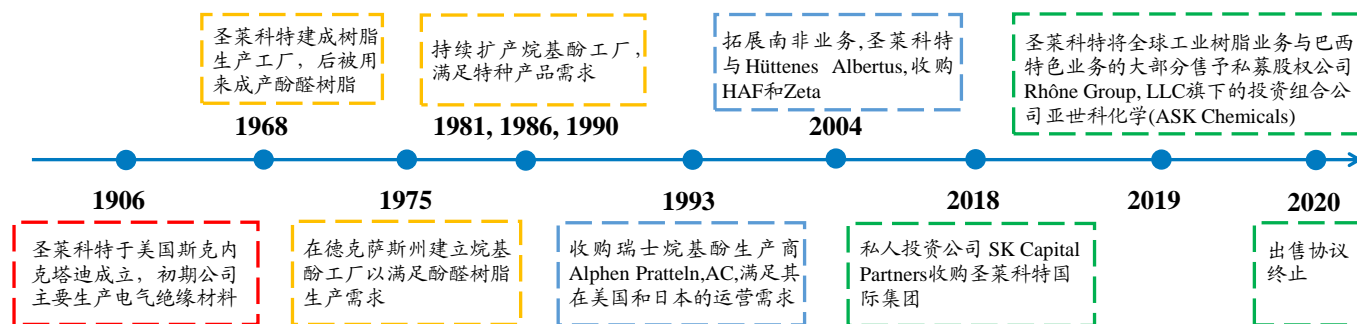 圣莱科特建成树脂
生产工厂，后被用
来成产酚醛树脂
1968
持续扩产烷基酚工厂，
满足特种产品需求
1981, 1986, 1990
拓展南非业务,圣莱科特
与Hüttenes Albertus,收购
HAF和Zeta
2004
圣莱科特将全球工业树脂业务与巴西
特色业务的大部分售予私募股权公司
Rhône Group, LLC旗下的投资组合公
司亚世科化学(ASK Chemicals)
1906
圣莱科特于美国斯克内
克塔迪成立，初期公司
主要生产电气绝缘材料
1975
在德克萨斯州建立烷基
酚工厂以满足酚醛树脂
生产需求
1993
收购瑞士烷基酚生产商
Alphen Pratteln,AC,满足其
在美国和日本的运营需求
2018
私人投资公司 SK Capital
Partners收购圣莱科特国
际集团
2019
2020
出售协议
终止